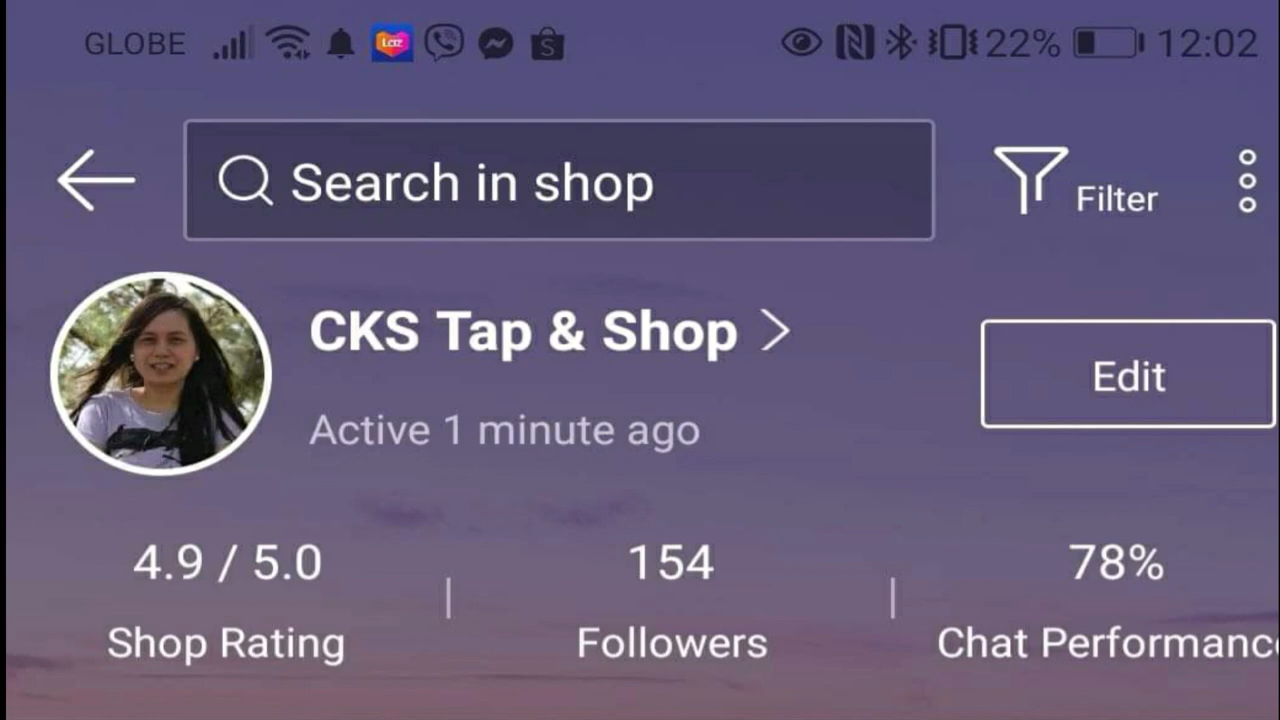 GLOBE Laz S 22% 12:02
Search in shop Filter
CKS Tap & Shop
Edit
Active 1 minute ago
4.9 / 5.0 154 78%
Shop Rating Followers Chat Performanc